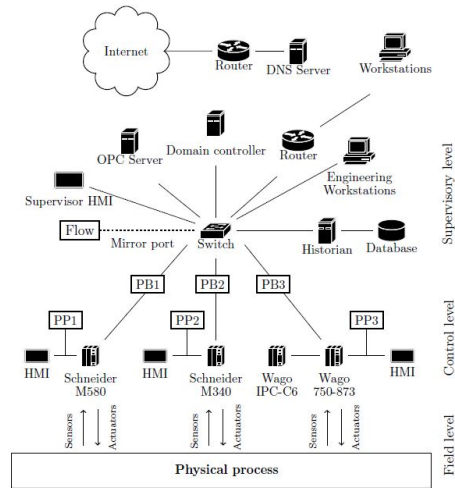 Internet
Router
DNS Server
Workstations
OPC Server
Domain controller
Router
Engineering
Workstations
Supervisor HMI
Flow
Mirror port
Switch
Historian
Database
Supervisory level
PB1
PB2
PB3
PP1
PP2
PP3
HMI
Schneider
M580
HMI
Schneider
M340
Wago
IPC-C6
Wago
750-873
HMI
Control level
Sensors
Actuators
Sensors
Actuators
Sensors
Actuators
Physical process
Field level